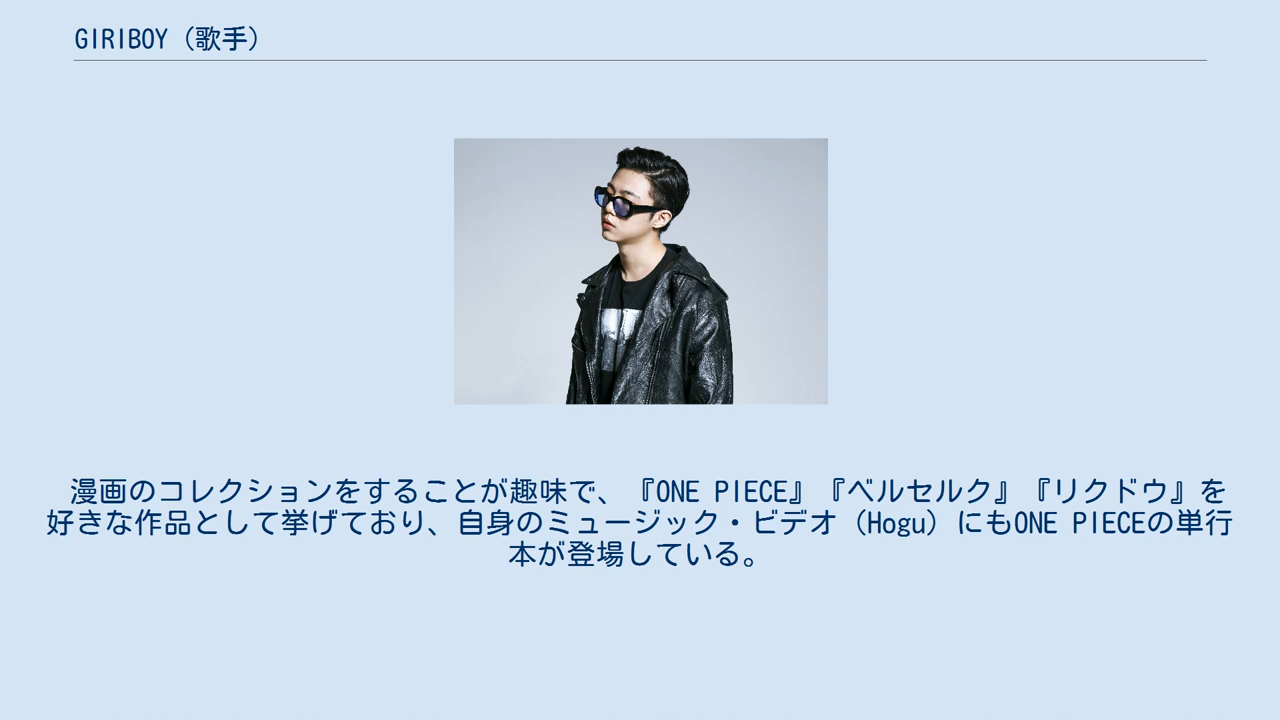 GIRIBOY（歌手）
漫画のコレクションをすることが趣味で、『ONE PIECE』『ベルセルク』『リクドウ』を
好きな作品として挙げており、自身のミュージック・ビデオ（Hogu）にもONE PIECEの単行
本が登場している。